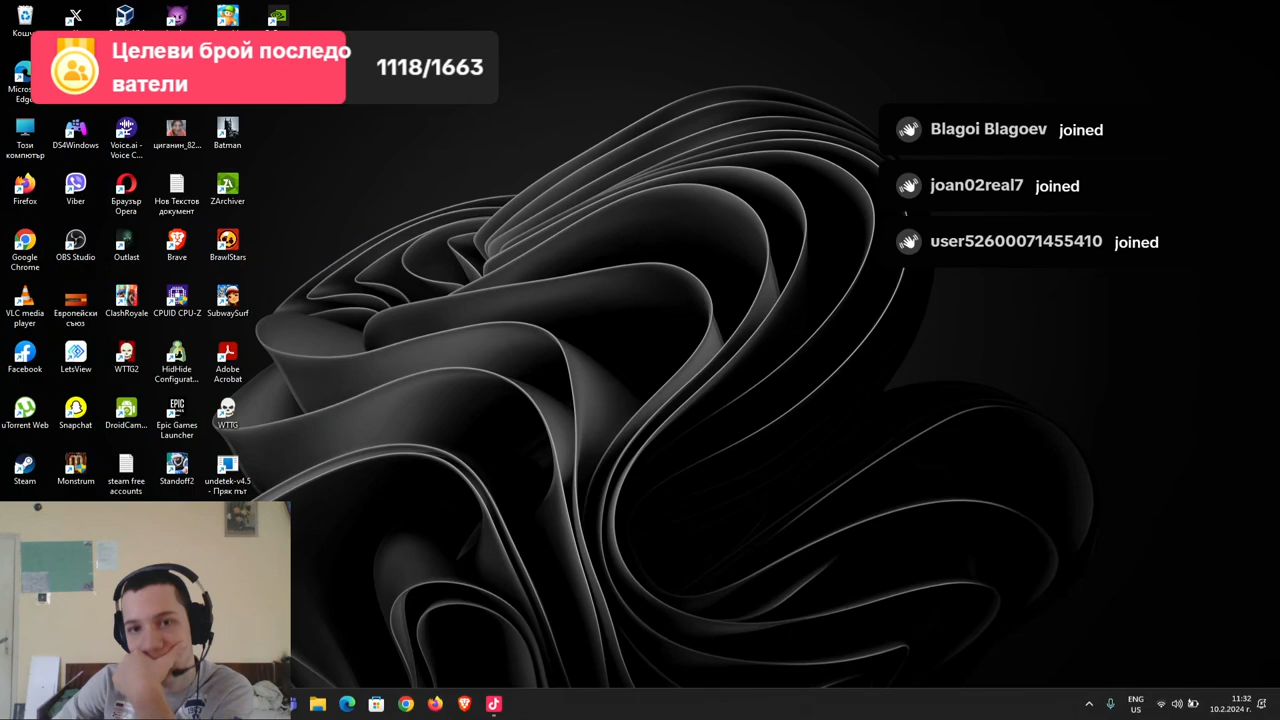 Целеви брой последо
ватели
1118/1663
Blagoi Blagoev joined
joan02real7 joined
user52600071455410 joined
Този
компютър
DS4Windows
Voice.ai -
Voice C...
циганин_82...
Batman
Firefox
Viber
Браузър
Opera
Нов Текстов
документ
ZArchiver
Google
Chrome
OBS Studio
Outlast
Brave
BrawlStars
VLC media
player
Европейски
съюз
ClashRoyale
CPUID CPU-Z
SubwaySurf
Facebook
LetsView
WTTG2
HidHide
Configurat...
Adobe
Acrobat
uTorrent Web
Snapchat
DroidCam...
EPIC
GAMES
Epic Games
Launcher
WTTG
Steam
Monstrum
steam free
accounts
Standoff2
undetek-v4.5
- Пряк път
ENG
US
11:32
10.2.2024 г.